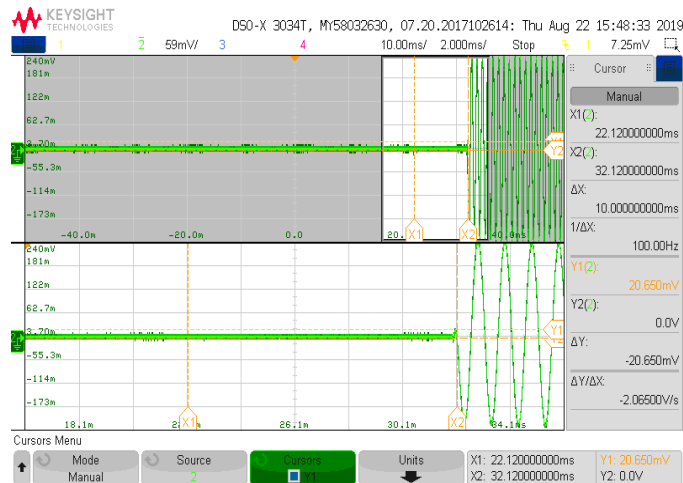 KEYSIGHT
TECHNOLOGIES
DSO-X 3034T, MY58032630, 07.20.2017102614: Thu Aug 22 15:48:33 2019
1 2 59mV/ 3 4 10.00ms/ 2.000ms/ Stop 1 7.25mV
240mV
181m
122m
62.7m
-55.3m
-114m
-173m
-40.0m -20.0m 0.0 20. X1 X2 40.0ms
Y2
240mV
181m
122m
62.7m
3.70m
-55.3m
-114m
-173m
18.1m X1 26.1m 30.1m X2 34.1m
Y1
Cursor
Manual
X1(2):
22.120000000ms
X2(2):
32.120000000ms
ΔX:
10.000000000ms
1/ΔX:
100.00Hz
Y1(2):
20.650mV
Y2(2):
0.0V
ΔY:
-20.650mV
ΔY/ΔX:
-2.06500V/s
Cursors Menu
Mode
Manual
Source
2
Cursors
Y1
Units
X1: 22.120000000ms
X2: 32.120000000ms
Y1: 20.650mV
Y2: 0.0V